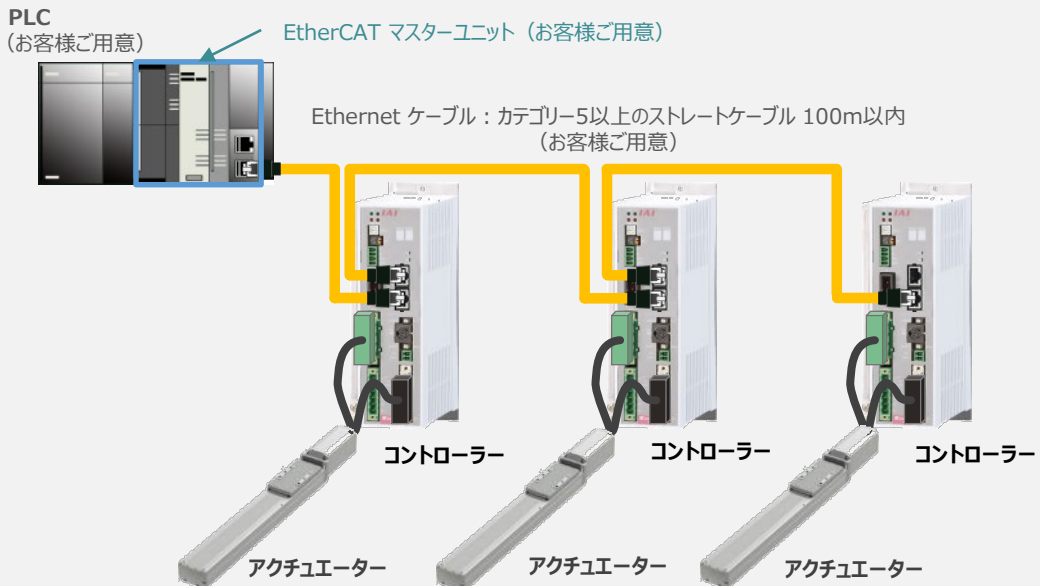 PLC
（お客様ご用意）
EtherCAT マスターユニット（お客様ご用意）
Ethernet ケーブル：カテゴリー5以上のストレートケーブル 100m以内
（お客様ご用意）
IAI
IAI
IAI
コントローラー
コントローラー
コントローラー
アクチュエーター
アクチュエーター
アクチュエーター